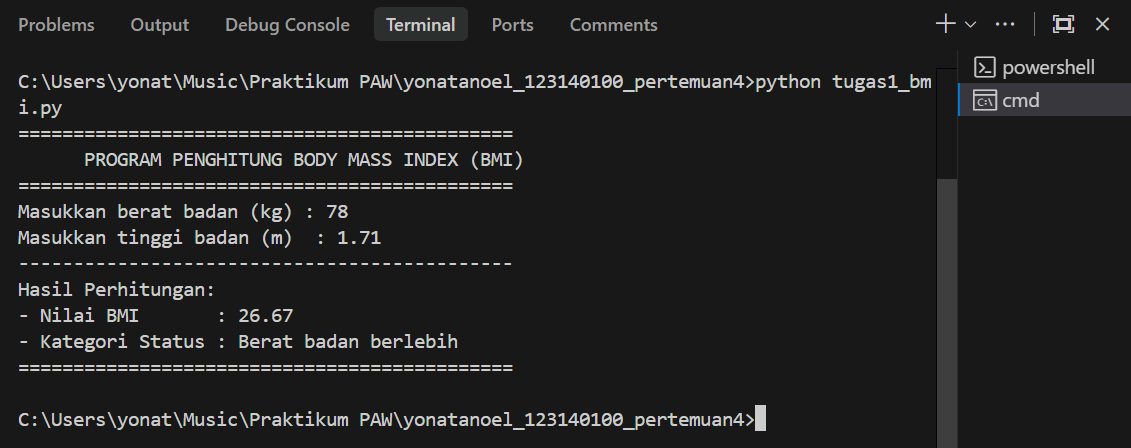 Problems Output Debug Console Terminal Ports Comments
C:\Users\yonat\Music\Praktikum PAW\yonatanoel_123140100_pertemuan4>python tugas1_bm
i.py
=============================================
      PROGRAM PENGHITUNG BODY MASS INDEX (BMI)
=============================================
Masukkan berat badan (kg) : 78
Masukkan tinggi badan (m)  : 1.71
---------------------------------------------
Hasil Perhitungan:
- Nilai BMI       : 26.67
- Kategori Status : Berat badan berlebih
=============================================
C:\Users\yonat\Music\Praktikum PAW\yonatanoel_123140100_pertemuan4>
powershell
cmd